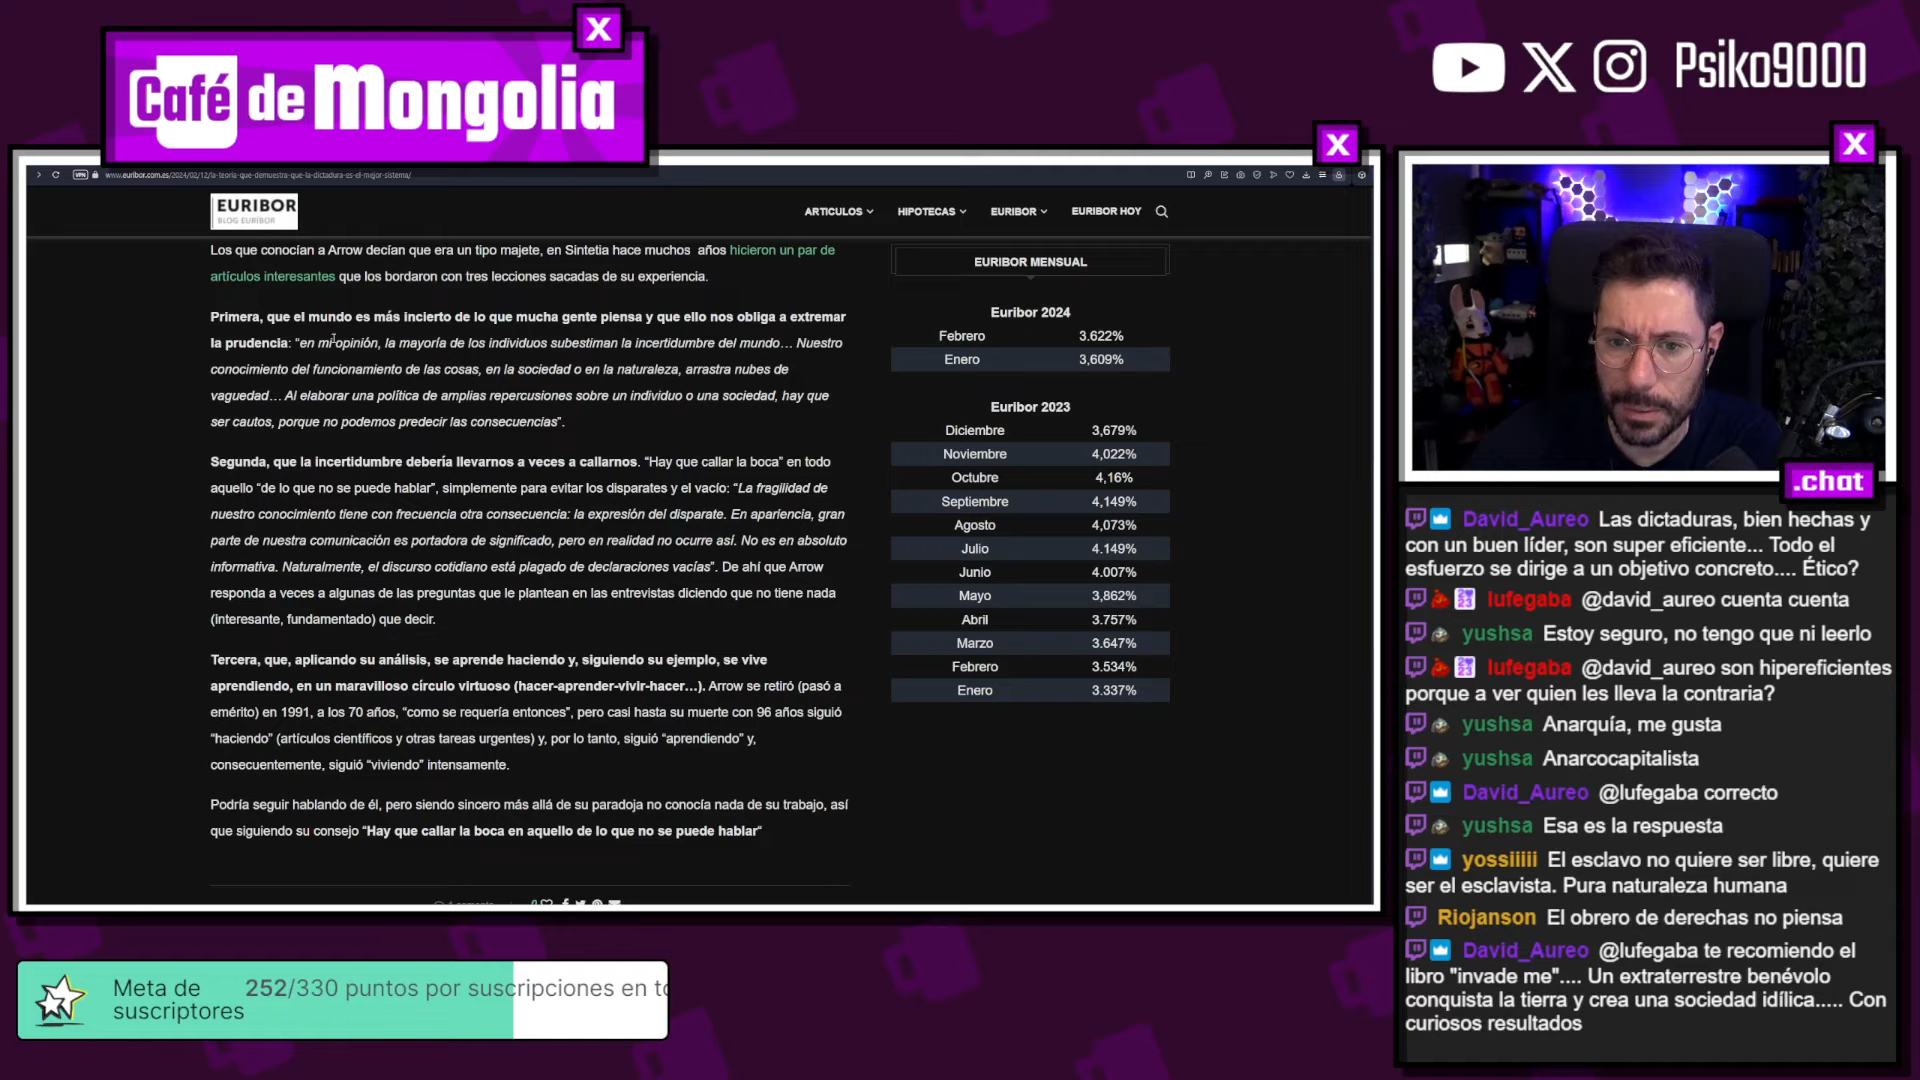 X
Café de Mongolia
Psiko9000
X
X
www.euribor.com.es/2024/02/12/la-teoria-que-demuestra-que-la-dictadura-es-el-mejor-sistema/
VPN
EURIBOR
BLOG EURÍBOR
ARTICULOS
HIPOTECAS
EURIBOR
EURIBOR HOY
Los que conocían a Arrow decían que era un tipo majete, en Sintetia hace muchos años hicieron un par de
artículos interesantes que los bordaron con tres lecciones sacadas de su experiencia.
Primera, que el mundo es más incierto de lo que mucha gente piensa y que ello nos obliga a extremar
la prudencia: “en mi opinión, la mayoría de los individuos subestiman la incertidumbre del mundo… Nuestro
conocimiento del funcionamiento de las cosas, en la sociedad o en la naturaleza, arrastra nubes de
vaguedad… Al elaborar una política de amplias repercusiones sobre un individuo o una sociedad, hay que
ser cautos, porque no podemos predecir las consecuencias”.
Segunda, que la incertidumbre debería llevarnos a veces a callarnos. “Hay que callar la boca” en todo
aquello “de lo que no se puede hablar”, simplemente para evitar los disparates y el vacío: “La fragilidad de
nuestro conocimiento tiene con frecuencia otra consecuencia: la expresión del disparate. En apariencia, gran
parte de nuestra comunicación es portadora de significado, pero en realidad no ocurre así. No es en absoluto
informativa. Naturalmente, el discurso cotidiano está plagado de declaraciones vacías”. De ahí que Arrow
responda a veces a algunas de las preguntas que le plantean en las entrevistas diciendo que no tiene nada
(interesante, fundamentado) que decir.
Tercera, que, aplicando su análisis, se aprende haciendo y, siguiendo su ejemplo, se vive
aprendiendo, en un maravilloso círculo virtuoso (hacer-aprender-vivir-hacer…). Arrow se retiró (pasó a
emérito) en 1991, a los 70 años, “como se requería entonces”, pero casi hasta su muerte con 96 años siguió
“haciendo” (artículos científicos y otras tareas urgentes) y, por lo tanto, siguió “aprendiendo” y,
consecuentemente, siguió “viviendo” intensamente.
Podría seguir hablando de él, pero siendo sincero más allá de su paradoja no conocía nada de su trabajo, así
que siguiendo su consejo “Hay que callar la boca en aquello de lo que no se puede hablar“
EURIBOR MENSUAL
Euribor 2024
Febrero 3.622%
Enero 3,609%
Euribor 2023
Diciembre 3,679%
Noviembre 4,022%
Octubre 4,16%
Septiembre 4,149%
Agosto 4,073%
Julio 4.149%
Junio 4.007%
Mayo 3,862%
Abril 3.757%
Marzo 3.647%
Febrero 3.534%
Enero 3.337%
.chat
David_Aureo Las dictaduras, bien hechas y
con un buen líder, son super eficiente... Todo el
esfuerzo se dirige a un objetivo concreto.... Ético?
lufegaba @david_aureo cuenta cuenta
yushsa Estoy seguro, no tengo que ni leerlo
lufegaba @david_aureo son hipereficientes
porque a ver quien les lleva la contraria?
yushsa Anarquía, me gusta
yushsa Anarcocapitalista
David_Aureo @lufegaba correcto
yushsa Esa es la respuesta
yossiiiii El esclavo no quiere ser libre, quiere
ser el esclavista. Pura naturaleza humana
Riojanson El obrero de derechas no piensa
David_Aureo @lufegaba te recomiendo el
libro "invade me".... Un extraterrestre benévolo
conquista la tierra y crea una sociedad idílica..... Con
curiosos resultados
Meta de
suscriptores
252/330 puntos por suscripciones en to